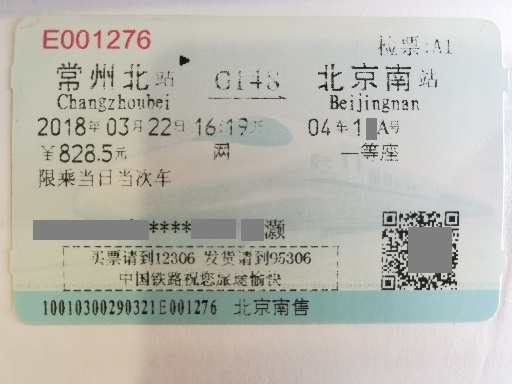 E001276 检票:A1
常州北站 G148 北京南站
Changzhoubei Beijingnan
2018年03月22日 16:19开 04车1 A号
￥828.5元 网 一等座
限乘当日当次车
**** 灏
买票请到12306 发货请到95306
中国铁路祝您旅途愉快
10010300290321E001276 北京南售